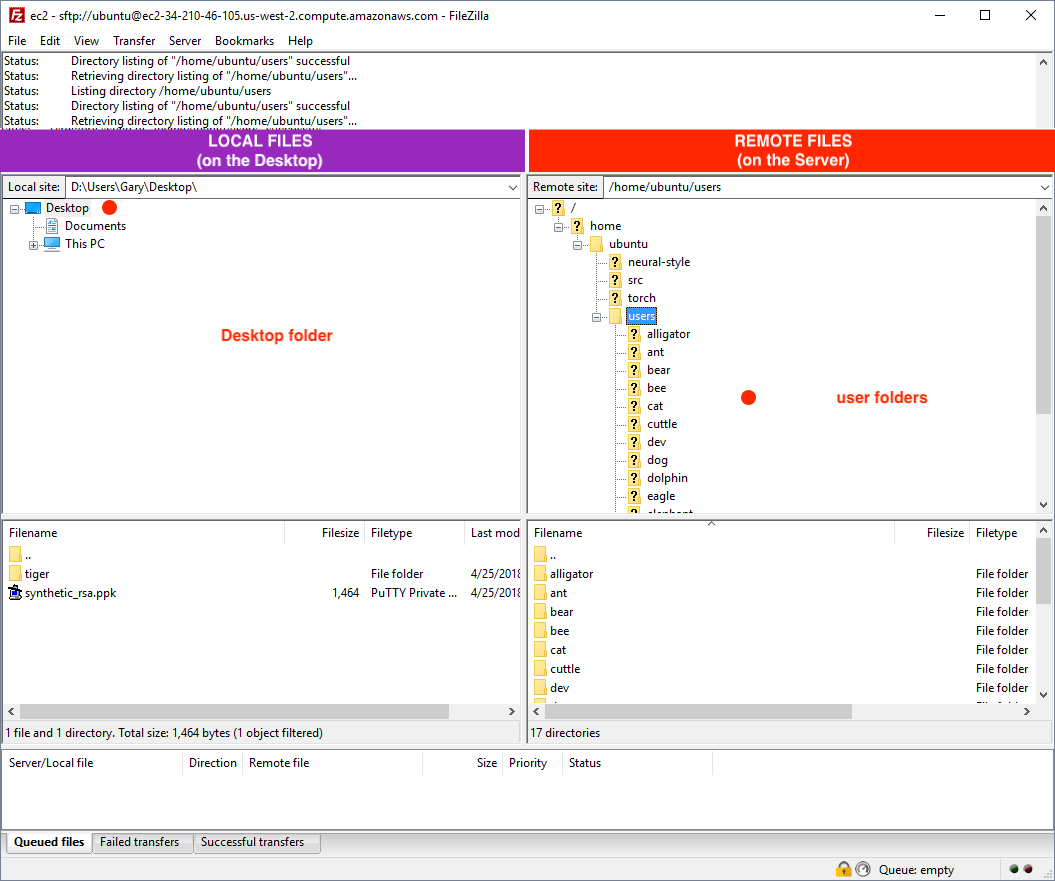 ec2 - sftp://ubuntu@ec2-34-210-46-105.us-west-2.compute.amazonaws.com - FileZilla
File Edit View Transfer Server Bookmarks Help
Status: Directory listing of "/home/ubuntu/users" successful
Status: Retrieving directory listing of "/home/ubuntu/users"...
Status: Listing directory /home/ubuntu/users
Status: Directory listing of "/home/ubuntu/users" successful
Status: Retrieving directory listing of "/home/ubuntu/users"...
LOCAL FILES
(on the Desktop)
REMOTE FILES
(on the Server)
Local site: D:\Users\Gary\Desktop\
Desktop
Documents
This PC
Desktop folder
Remote site: /home/ubuntu/users
/
home
ubuntu
neural-style
src
torch
users
alligator
ant
bear
bee
cat
cuttle
dev
dog
dolphin
eagle
user folders
Filename Filesize Filetype Last mod
..
tiger File folder 4/25/2018
synthetic_rsa.ppk 1,464 PuTTY Private ... 4/25/2018
1 file and 1 directory. Total size: 1,464 bytes (1 object filtered)
Filename Filesize Filetype
..
alligator File folder
ant File folder
bear File folder
bee File folder
cat File folder
cuttle File folder
dev File folder
17 directories
Server/Local file Direction Remote file Size Priority Status
Queued files Failed transfers Successful transfers
Queue: empty